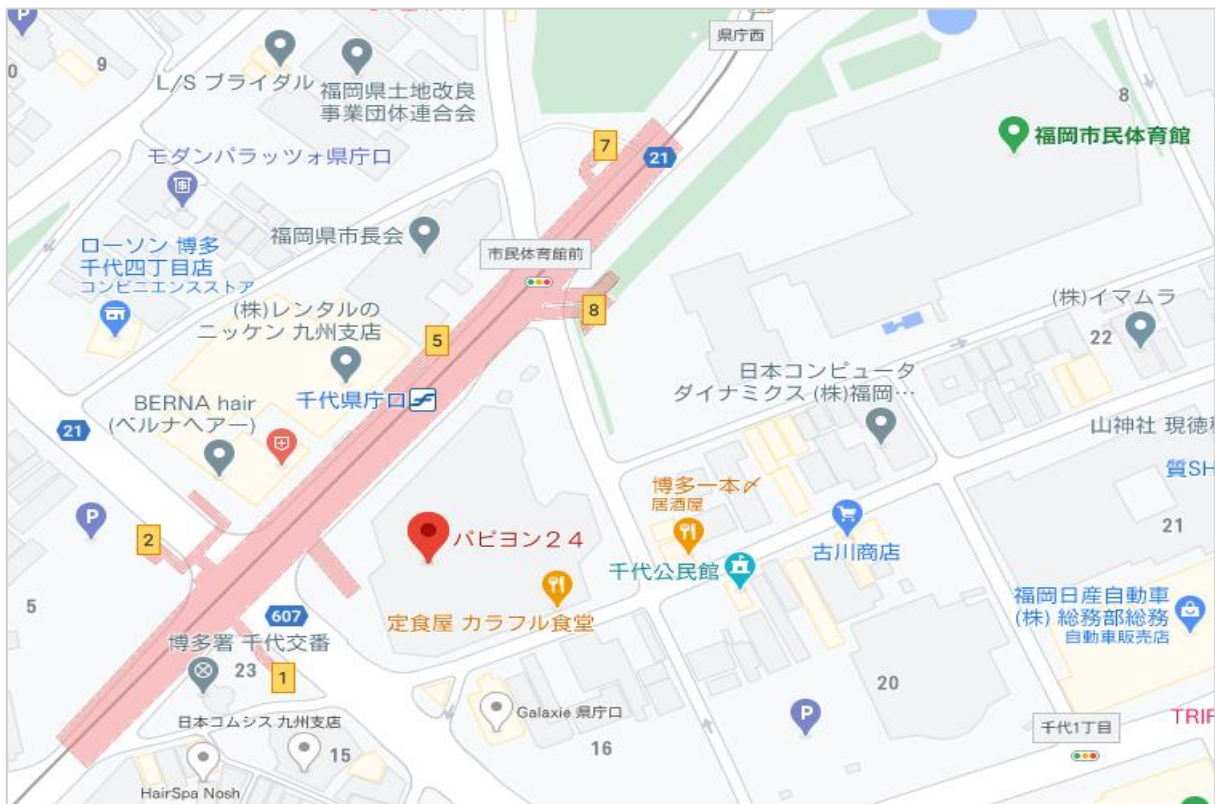 P
県庁西
9
0
L/S ブライダル
福岡県土地改良
事業団体連合会
8
7
21
福岡市民体育館
モダンパラッツォ県庁口
福岡県市長会
市民体育館前
ローソン 博多
千代四丁目店
コンビニエンスストア
(株)レンタルの
ニッケン 九州支店
5
8
(株)イマムラ
22
千代県庁口
日本コンピュータ
ダイナミクス (株)福岡…
BERNA hair
(ベルナヘアー)
21
山神社 現徳
質SH
博多一本〆
居酒屋
P
2
パピヨン24
古川商店
21
千代公民館
5
定食屋 カラフル食堂
福岡日産自動車
(株) 総務部総務
自動車販売店
607
博多署 千代交番
23
1
20
日本コムシス 九州支店
15
Galaxie 県庁口
16
P
千代1丁目
TRIP
HairSpa Nosh